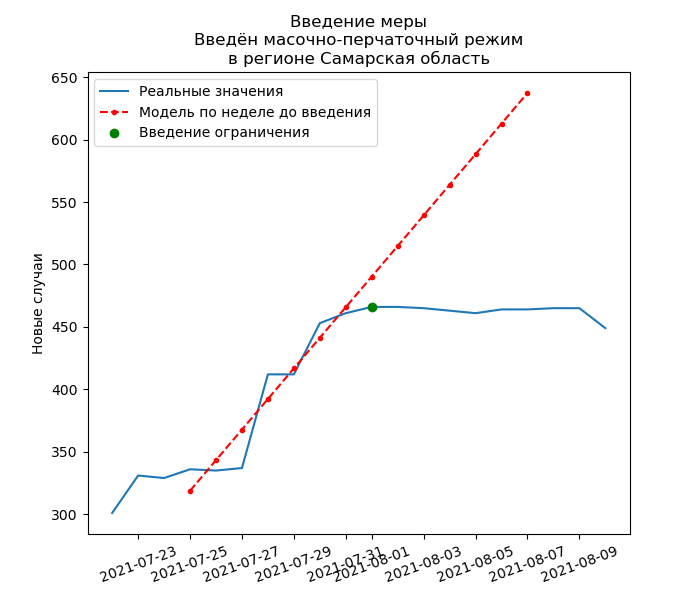 Введение меры
Введён масочно-перчаточный режим
в регионе Самарская область
Реальные значения
Модель по неделе до введения
Введение ограничения
Новые случаи
650
600
550
500
450
400
350
300
2021-07-23
2021-07-25
2021-07-27
2021-07-29
2021-07-31
2021-08-01
2021-08-03
2021-08-05
2021-08-07
2021-08-09